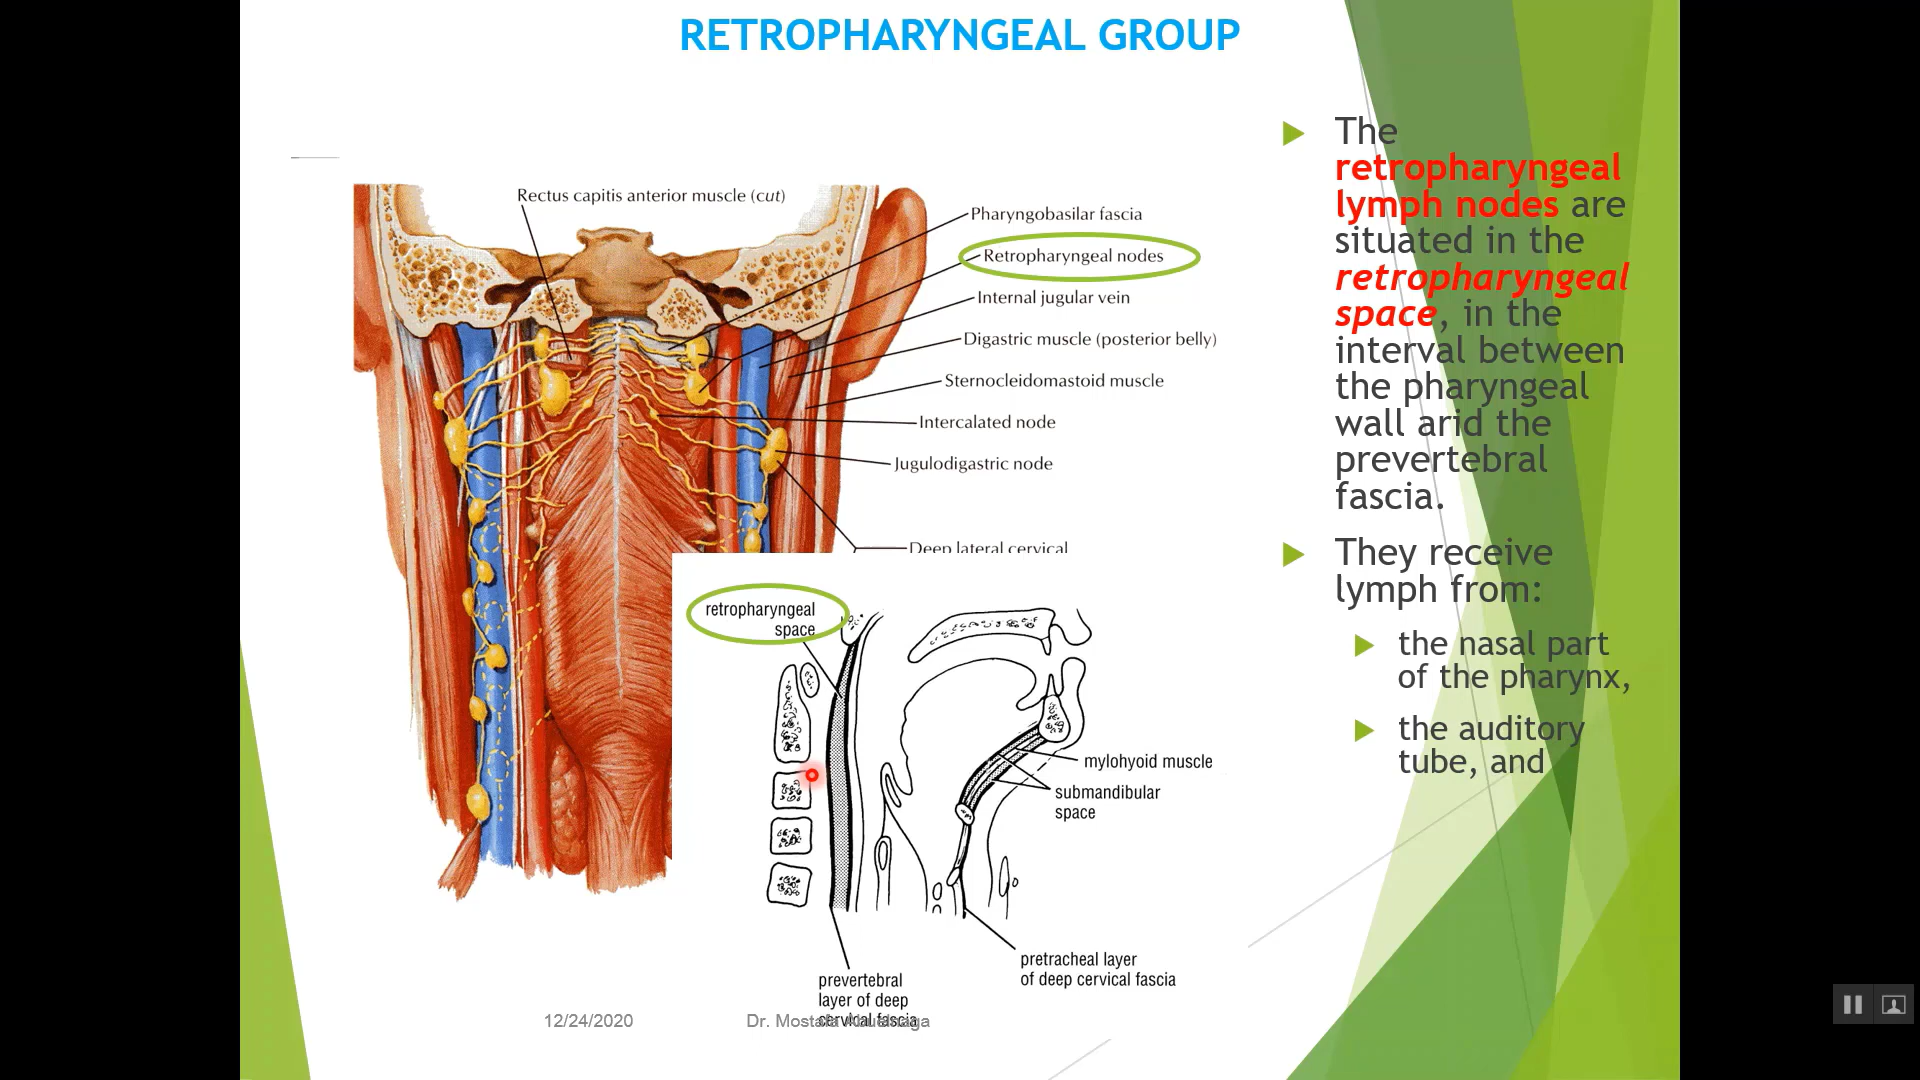 RETROPHARYNGEAL GROUP
Rectus capitis anterior muscle (cut)
Pharyngobasilar fascia
Retropharyngeal nodes
Internal jugular vein
Digastric muscle (posterior belly)
Sternocleidomastoid muscle
Intercalated node
Jugulodigastric node
Deep lateral cervical
retropharyngeal
space
mylohyoid muscle
submandibular
space
pretracheal layer
of deep cervical fascia
prevertebral
layer of deep
cervical fascia
The
retropharyngeal
lymph nodes are
situated in the
retropharyngeal
space, in the
interval between
the pharyngeal
wall arid the
prevertebral
fascia.
They receive
lymph from:
the nasal part
of the pharynx,
the auditory
tube, and
12/24/2020
Dr. Mostafa